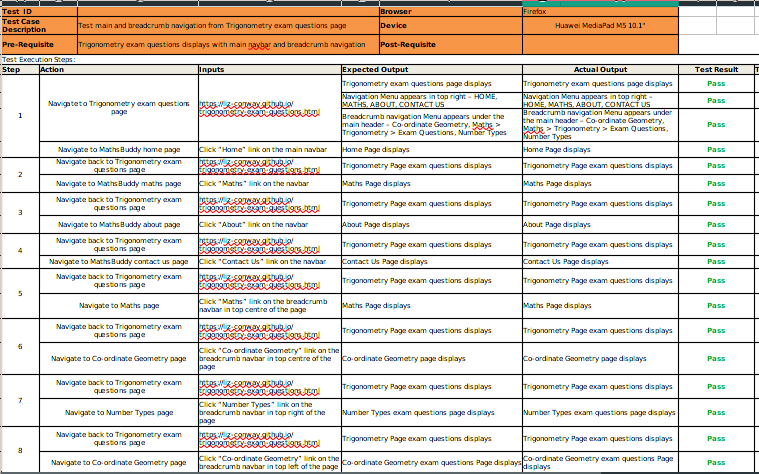 Test ID
Browser
Firefox
Test Case Description
Test main and breadcrumb navigation from Trigonometry exam questions page
Device
Huawei MediaPad M5 10.1"
Pre-Requisite
Trigonometry exam questions displays with main navbar and breadcrumb navigation
Post-Requisite
Test Execution Steps:
Step Action Inputs Expected Output Actual Output Test Result
1
Navigate to Trigonometry exam questions page
https://liz-conway.github.io/
trigonometry-exam-questions.html
Trigonometry exam questions page displays
Trigonometry exam questions page displays
Pass
Navigation Menu appears in top right – HOME, MATHS, ABOUT, CONTACT US
Navigation Menu appears in top right – HOME, MATHS, ABOUT, CONTACT US
Pass
Breadcrumb navigation Menu appears under the main header – Co-ordinate Geometry, Maths > Trigonometry > Exam Questions, Number Types
Breadcrumb navigation Menu appears under the main header – Co-ordinate Geometry, Maths > Trigonometry > Exam Questions, Number Types
Pass
Navigate to MathsBuddy home page
Click "Home" link on the main navbar
Home Page displays
Home Page displays
Pass
2
Navigate back to Trigonometry exam questions page
https://liz-conway.github.io/
trigonometry-exam-questions.html
Trigonometry Page exam questions displays
Trigonometry Page exam questions displays
Pass
Navigate to MathsBuddy maths page
Click "Maths" link on the navbar
Maths Page displays
Maths Page displays
Pass
3
Navigate back to Trigonometry exam questions page
https://liz-conway.github.io/
trigonometry-exam-questions.html
Trigonometry Page exam questions displays
Trigonometry Page exam questions displays
Pass
Navigate to MathsBuddy about page
Click "About" link on the navbar
About Page displays
About Page displays
Pass
4
Navigate back to Trigonometry exam questions page
https://liz-conway.github.io/
trigonometry-exam-questions.html
Trigonometry Page exam questions displays
Trigonometry Page exam questions displays
Pass
Navigate to MathsBuddy contact us page
Click "Contact Us" link on the navbar
Contact Us Page displays
Contact Us Page displays
Pass
5
Navigate back to Trigonometry exam questions page
https://liz-conway.github.io/
trigonometry-exam-questions.html
Trigonometry Page exam questions displays
Trigonometry Page exam questions displays
Pass
Navigate to Maths page
Click "Maths" link on the breadcrumb navbar in top centre of the page
Maths Page displays
Maths Page displays
Pass
6
Navigate back to Trigonometry exam questions page
https://liz-conway.github.io/
trigonometry-exam-questions.html
Trigonometry Page exam questions displays
Trigonometry Page exam questions displays
Pass
Navigate to Co-ordinate Geometry page
Click "Co-ordinate Geometry" link on the breadcrumb navbar in top centre of the page
Co-ordinate Geometry page displays
Co-ordinate Geometry page displays
Pass
7
Navigate back to Trigonometry exam questions page
https://liz-conway.github.io/
trigonometry-exam-questions.html
Trigonometry Page exam questions displays
Trigonometry Page exam questions displays
Pass
Navigate to Number Types page
Click "Number Types" link on the breadcrumb navbar in top right of the page
Number Types exam questions page displays
Number Types exam questions page displays
Pass
8
Navigate back to Trigonometry exam questions page
https://liz-conway.github.io/
trigonometry-exam-questions.html
Trigonometry Page exam questions displays
Trigonometry Page exam questions displays
Pass
Navigate to Co-ordinate Geometry page
Click "Co-ordinate Geometry" link on the breadcrumb navbar in top left of the page
Co-ordinate Geometry exam questions page displays
Co-ordinate Geometry exam questions page displays
Pass